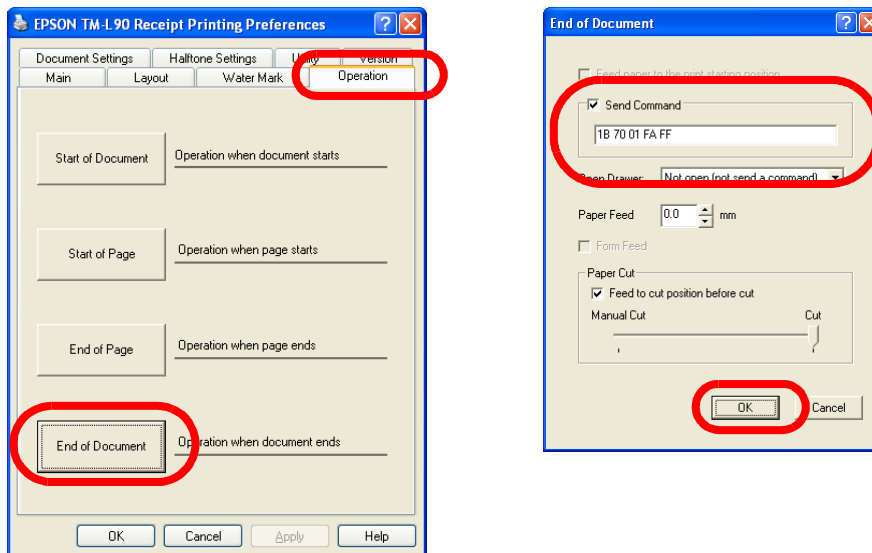 EPSON TM-L90 Receipt Printing Preferences
Document Settings Halftone Settings Utility Version
Main Layout Water Mark Operation
Start of Document Operation when document starts
Start of Page Operation when page starts
End of Page Operation when page ends
End of Document Operation when document ends
OK Cancel Apply Help
End of Document
Feed paper to the print starting position
Send Command
1B 70 01 FA FF
Open Drawer: Not open (not send a command)
Paper Feed 0.0 mm
Form Feed
Paper Cut
Feed to cut position before cut
Manual Cut Cut
OK Cancel